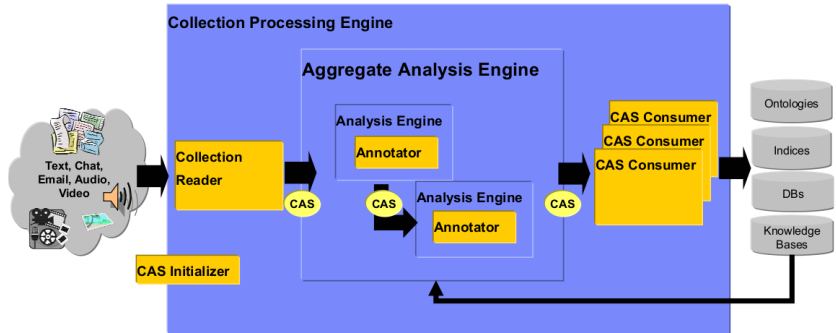 Collection Processing Engine
Aggregate Analysis Engine
Text, Chat,
Email, Audio,
Video
Collection
Reader
CAS
Analysis Engine
Annotator
CAS
Analysis Engine
Annotator
CAS
CAS Consumer
CAS Consumer
CAS Consumer
Ontologies
Indices
DBs
Knowledge
Bases
CAS Initializer